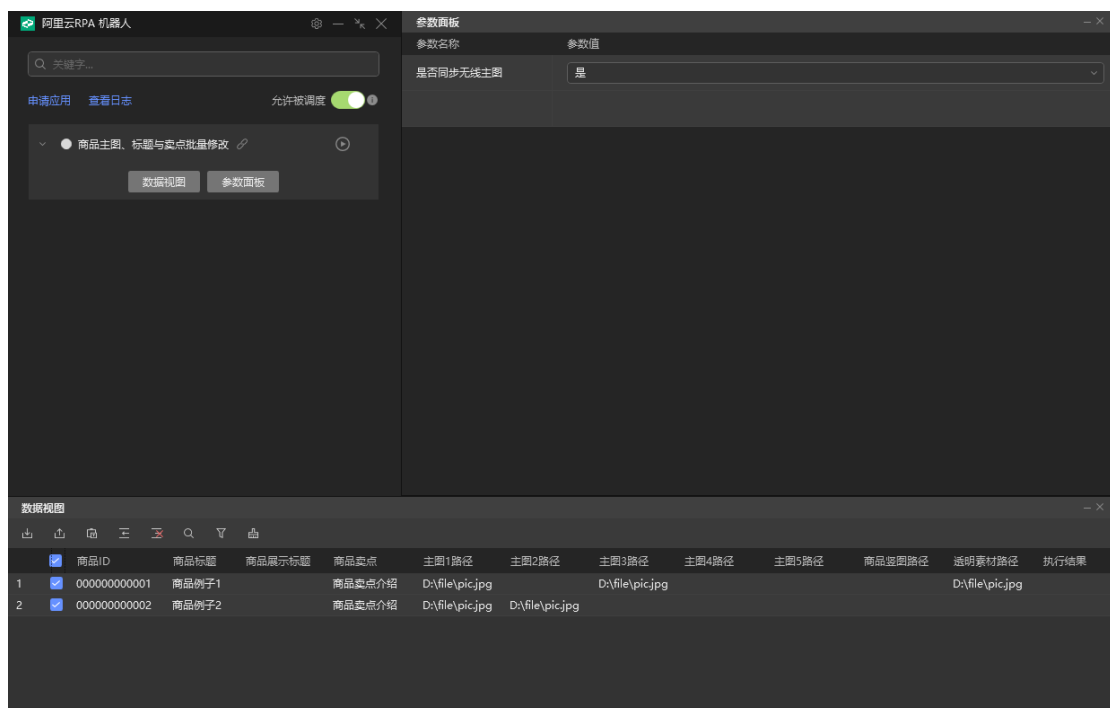 阿里云RPA 机器人
关键字...
申请应用 查看日志 允许被调度
商品主图、标题与卖点批量修改
数据视图 参数面板
参数面板
参数名称 参数值
是否同步无线主图 是
数据视图
商品ID 商品标题 商品展示标题 商品卖点 主图1路径 主图2路径 主图3路径 主图4路径 主图5路径 商品竖图路径 透明素材路径 执行结果
1 000000000001 商品例子1 商品卖点介绍 D:\file\pic.jpg D:\file\pic.jpg D:\file\pic.jpg
2 000000000002 商品例子2 商品卖点介绍 D:\file\pic.jpg D:\file\pic.jpg